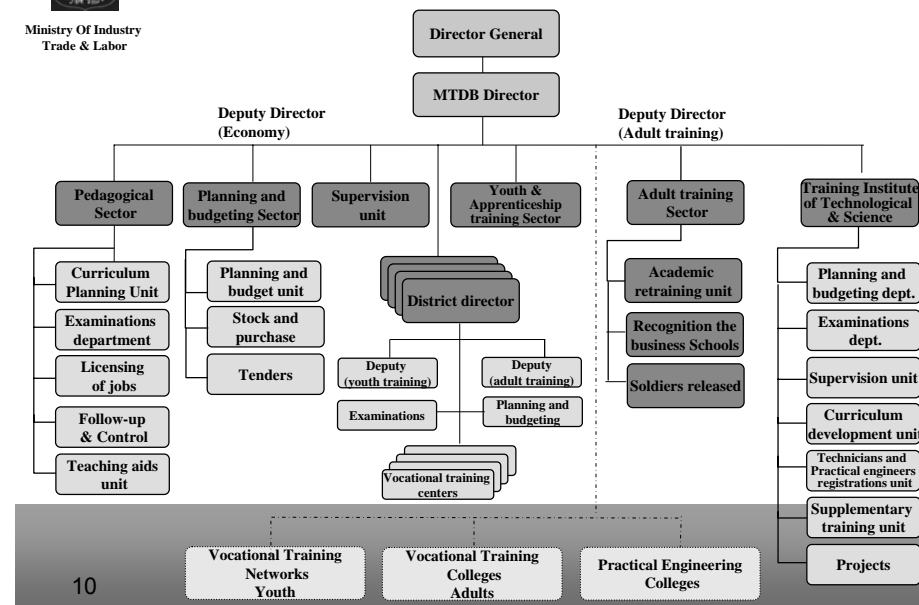 Ministry Of Industry
Trade & Labor
Director General
MTDB Director
Deputy Director
(Economy)
Deputy Director
(Adult training)
Pedagogical
Sector
Planning and
budgeting Sector
Supervision
unit
Youth &
Apprenticeship
training Sector
Adult training
Sector
Training Institute
of Technological
& Science
Curriculum
Planning Unit
Examinations
department
Licensing
of jobs
Follow-up
& Control
Teaching aids
unit
Planning and
budget unit
Stock and
purchase
Tenders
District director
Deputy
(youth training)
Deputy
(adult training)
Examinations
Planning and
budgeting
Vocational training
centers
Academic
retraining unit
Recognition the
business Schools
Soldiers released
Planning and
budgeting dept.
Examinations
dept.
Supervision unit
Curriculum
development unit
Technicians and
Practical engineers
registrations unit
Supplementary
training unit
Projects
Vocational Training
Networks
Youth
Vocational Training
Colleges
Adults
Practical Engineering
Colleges
10